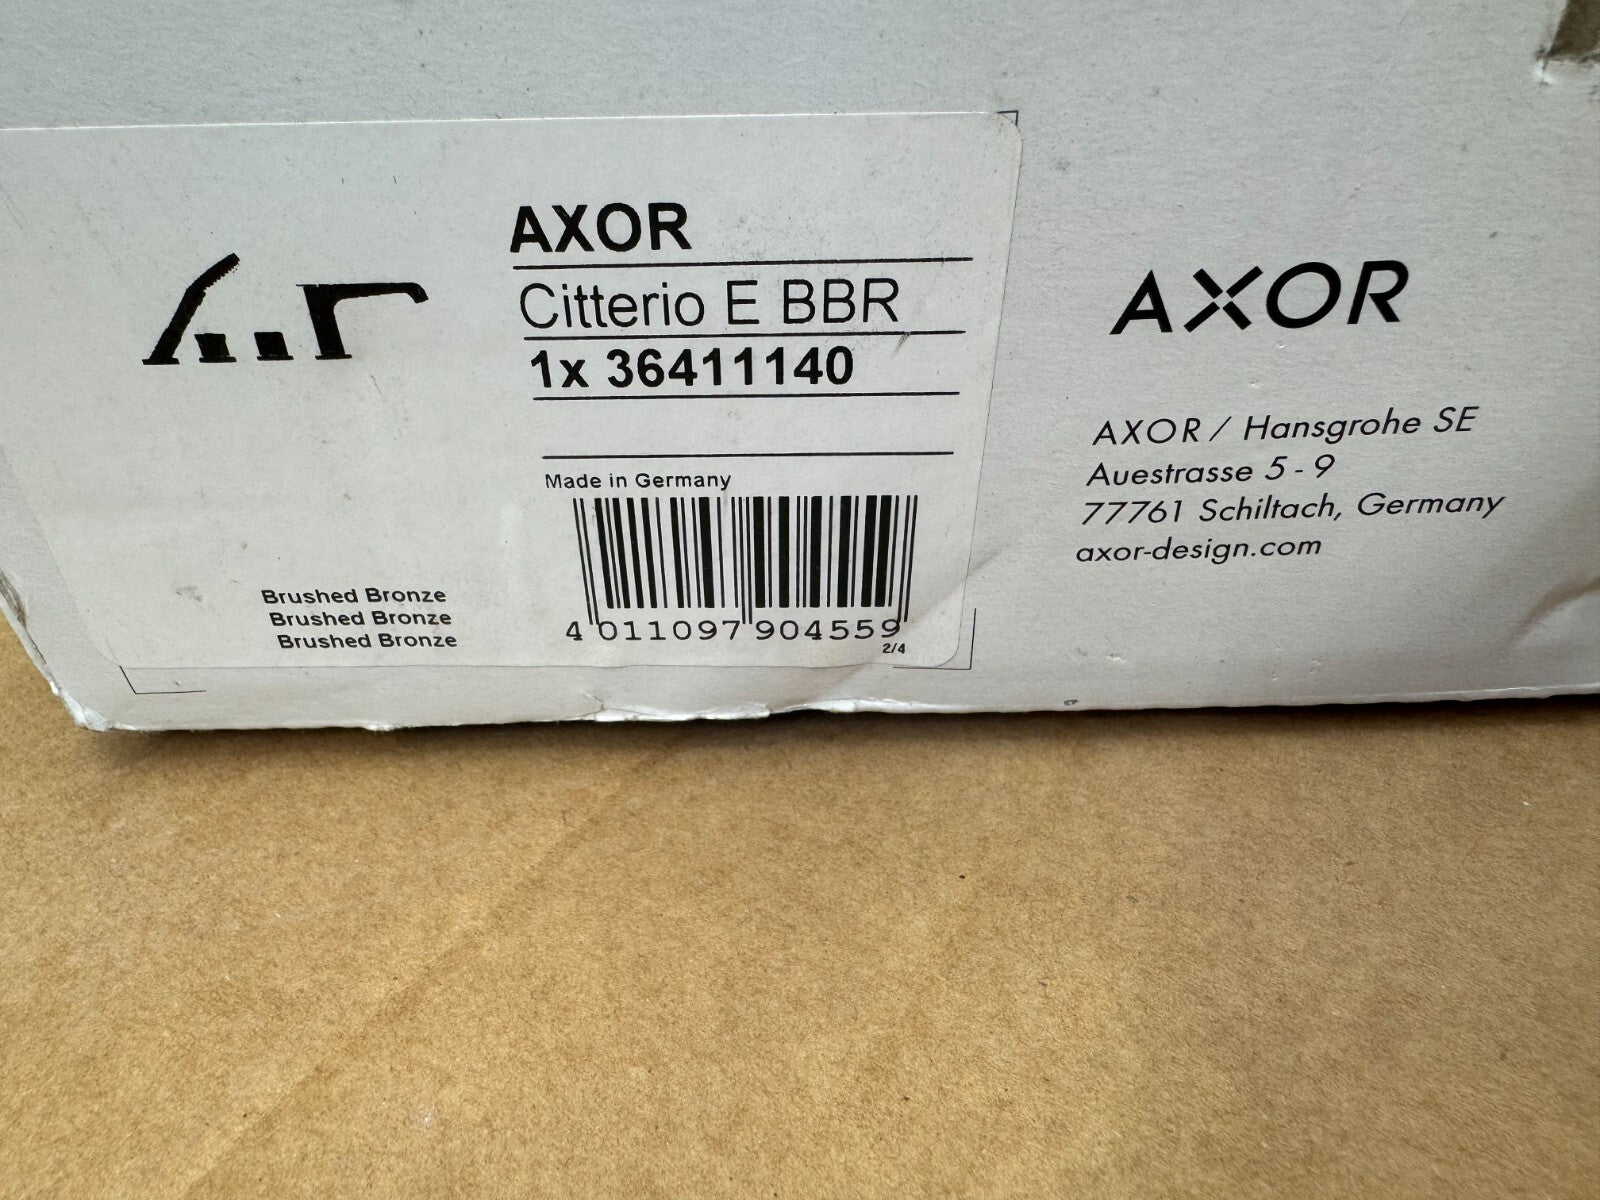 AXOR
Citterio E BBR
1x 36411140
Made in Germany
4 011097 904559
2/4
Brushed Bronze
Brushed Bronze
Brushed Bronze
AXOR
AXOR / Hansgrohe SE
Auestrasse 5 - 9
77761 Schiltach, Germany
axor-design.com